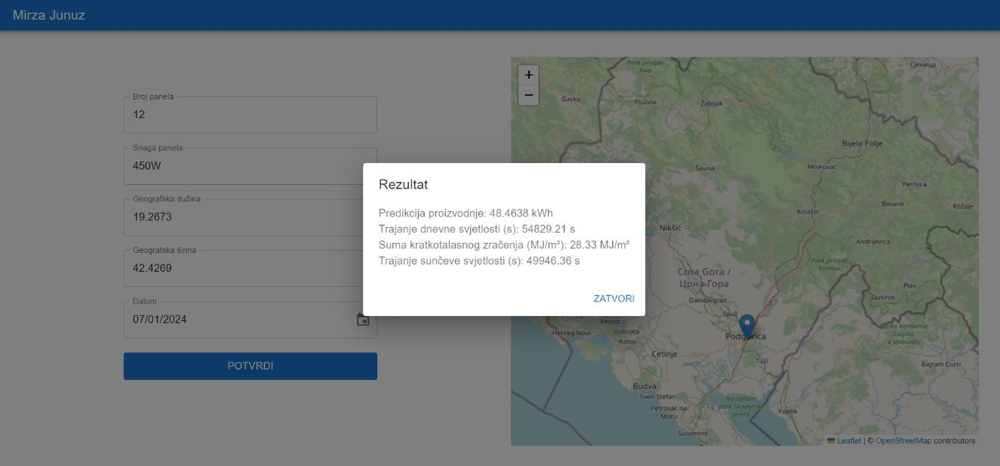 Mirza Junuz
Broj panela
12
Snaga panela
450W
Geografska dužina
19.2673
Geografska širina
42.4269
Datum
07/01/2024
POTVRDI
Rezultat
Predikcija proizvodnje: 48.4638 kWh
Trajanje dnevne svjetlosti (s): 54829.21 s
Suma kratkotalasnog zračenja (MJ/m²): 28.33 MJ/m²
Trajanje sunčeve svjetlosti (s): 49946.36 s
ZATVORI
+
−
Park prirode
Piva
Сјеница
Gacko
Plužine
Žabljak
Bijelo Polje
Šavnik
Mojkovac
Petnjica
Berane
Rožaje
Kolašin
Nikšić
Andrijevica
Park prirode
Komovi
Crna Gora /
Црна Гора
Plav
Danilovgrad
Gusinje
Spuž
Perast
Herceg Novi
Dobrota
Kotor
Podgorica
Parku Kombetar
Lugina
e Valbonës
Cetinje
Tuzi
Bajram Curri
Budva
Sveti Stefan
Nacionalni
park Skadarsko
jezero
Petrovac na
Moru
Koplik
Sutomore
Leaflet | © OpenStreetMap contributors